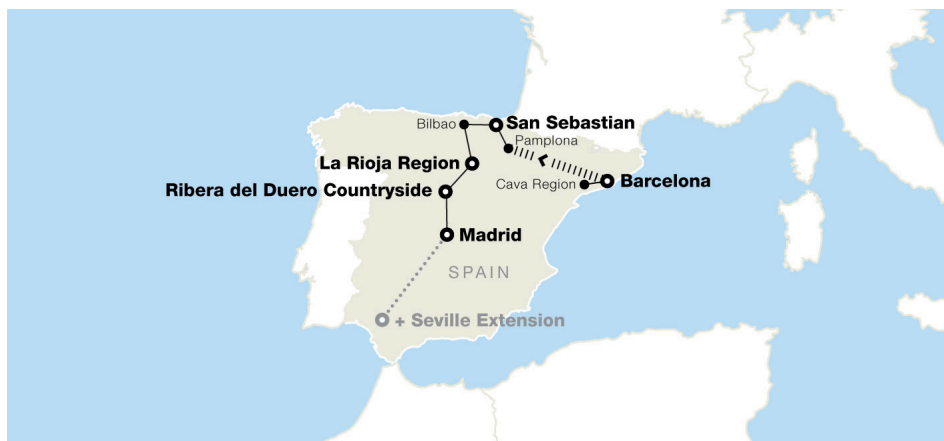 Bilbao
San Sebastian
Pamplona
La Rioja Region
Cava Region
Barcelona
Ribera del Duero Countryside
Madrid
SPAIN
+ Seville Extension